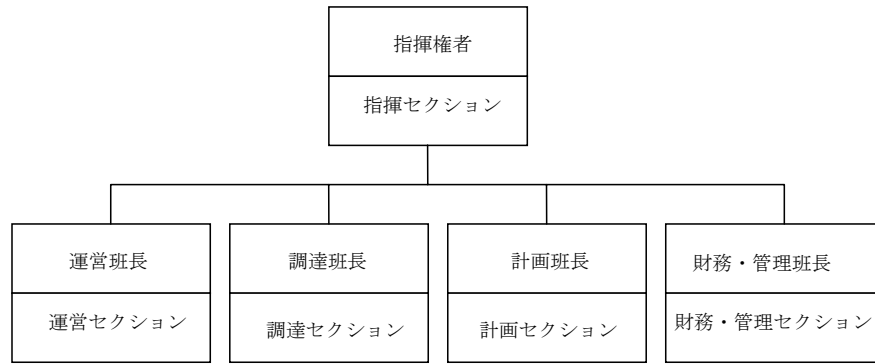 指揮権者
指揮セクション
運営班長
運営セクション
調達班長
調達セクション
計画班長
計画セクション
財務・管理班長
財務・管理セクション